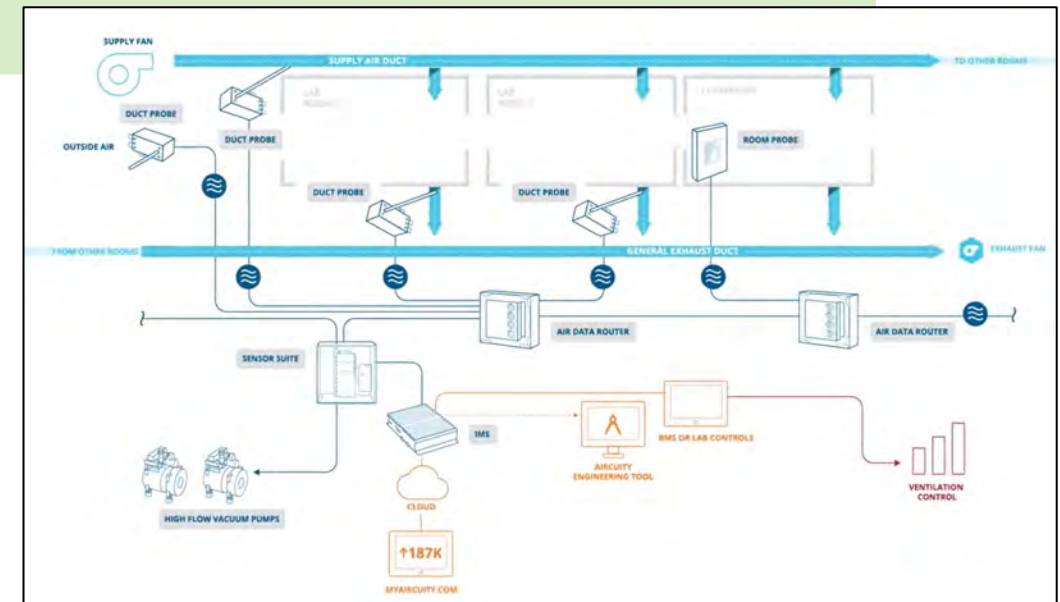 SUPPLY FAN
SUPPLY AIR DUCT
TO OTHER ROOMS
LAB
LAB
DUCT PROBE
DUCT PROBE
OUTSIDE AIR
ROOM PROBE
DUCT PROBE
DUCT PROBE
FROM OTHER ROOMS
GENERAL EXHAUST DUCT
EXHAUST FAN
AIR DATA ROUTER
AIR DATA ROUTER
SENSOR SUITE
IMS
BMS OR LAB CONTROLS
AIRCUITY
ENGINEERING TOOL
VENTILATION
CONTROL
CLOUD
HIGH FLOW VACUUM PUMPS
↑187K
MYAIRCUITY.COM